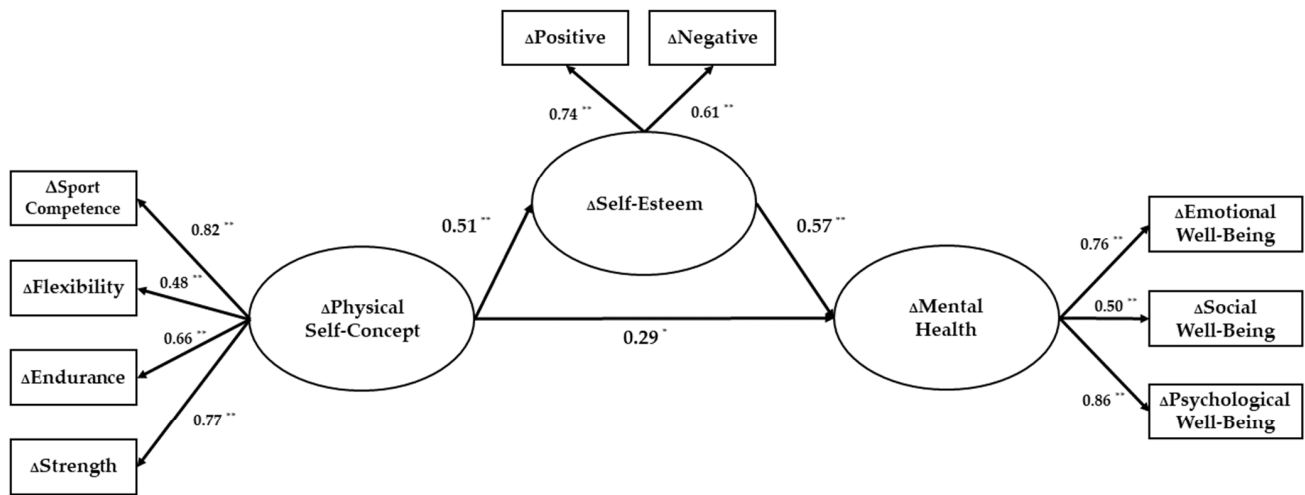 ΔPositive
ΔNegative
0.74 **
0.61 **
ΔSelf-Esteem
ΔSport
Competence
0.82 **
ΔFlexibility
0.48 **
ΔEndurance
0.66 **
ΔStrength
0.77 **
ΔPhysical
Self-Concept
0.51 **
0.57 **
0.29 *
ΔMental
Health
0.76 **
ΔEmotional
Well-Being
0.50 **
ΔSocial
Well-Being
0.86 **
ΔPsychological
Well-Being